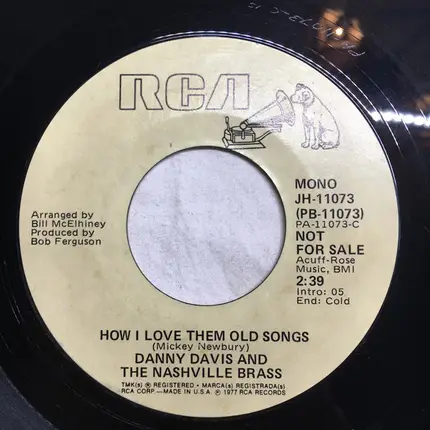 RCA
MONO
JH-11073
(PB-11073)
PA-11073-C
NOT
FOR SALE
Acuff-Rose
Music, BMI
2:39
Intro: 05
End: Cold
Arranged by
Bill McElhiney
Produced by
Bob Ferguson
HOW I LOVE THEM OLD SONGS
(Mickey Newbury)
DANNY DAVIS AND
THE NASHVILLE BRASS
TMK(s) ® REGISTERED • MARCA(s) REGISTRADA(s)
RCA CORP.—MADE IN U.S.A. ℗ 1977 RCA RECORDS